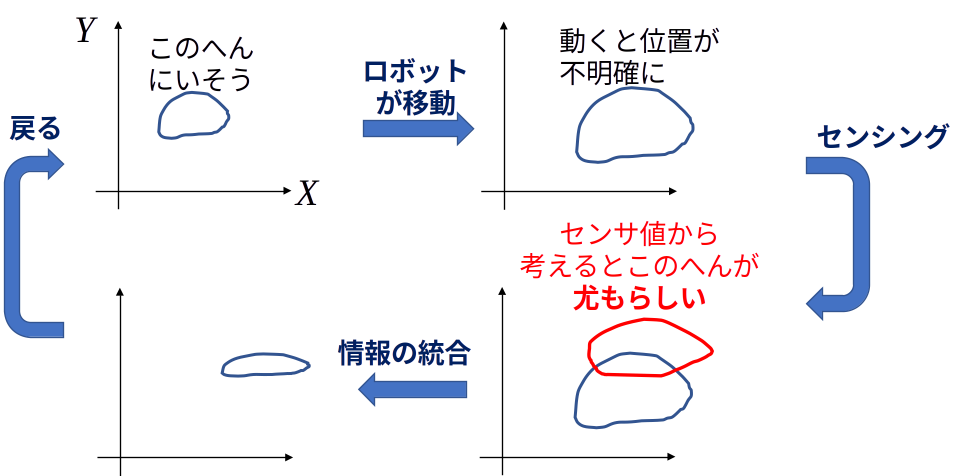 Y
このへん
にいそう
X
ロボット
が移動
動くと位置が
不明確に
センシング
センサ値から
考えるとこのへんが
尤もらしい
情報の統合
戻る